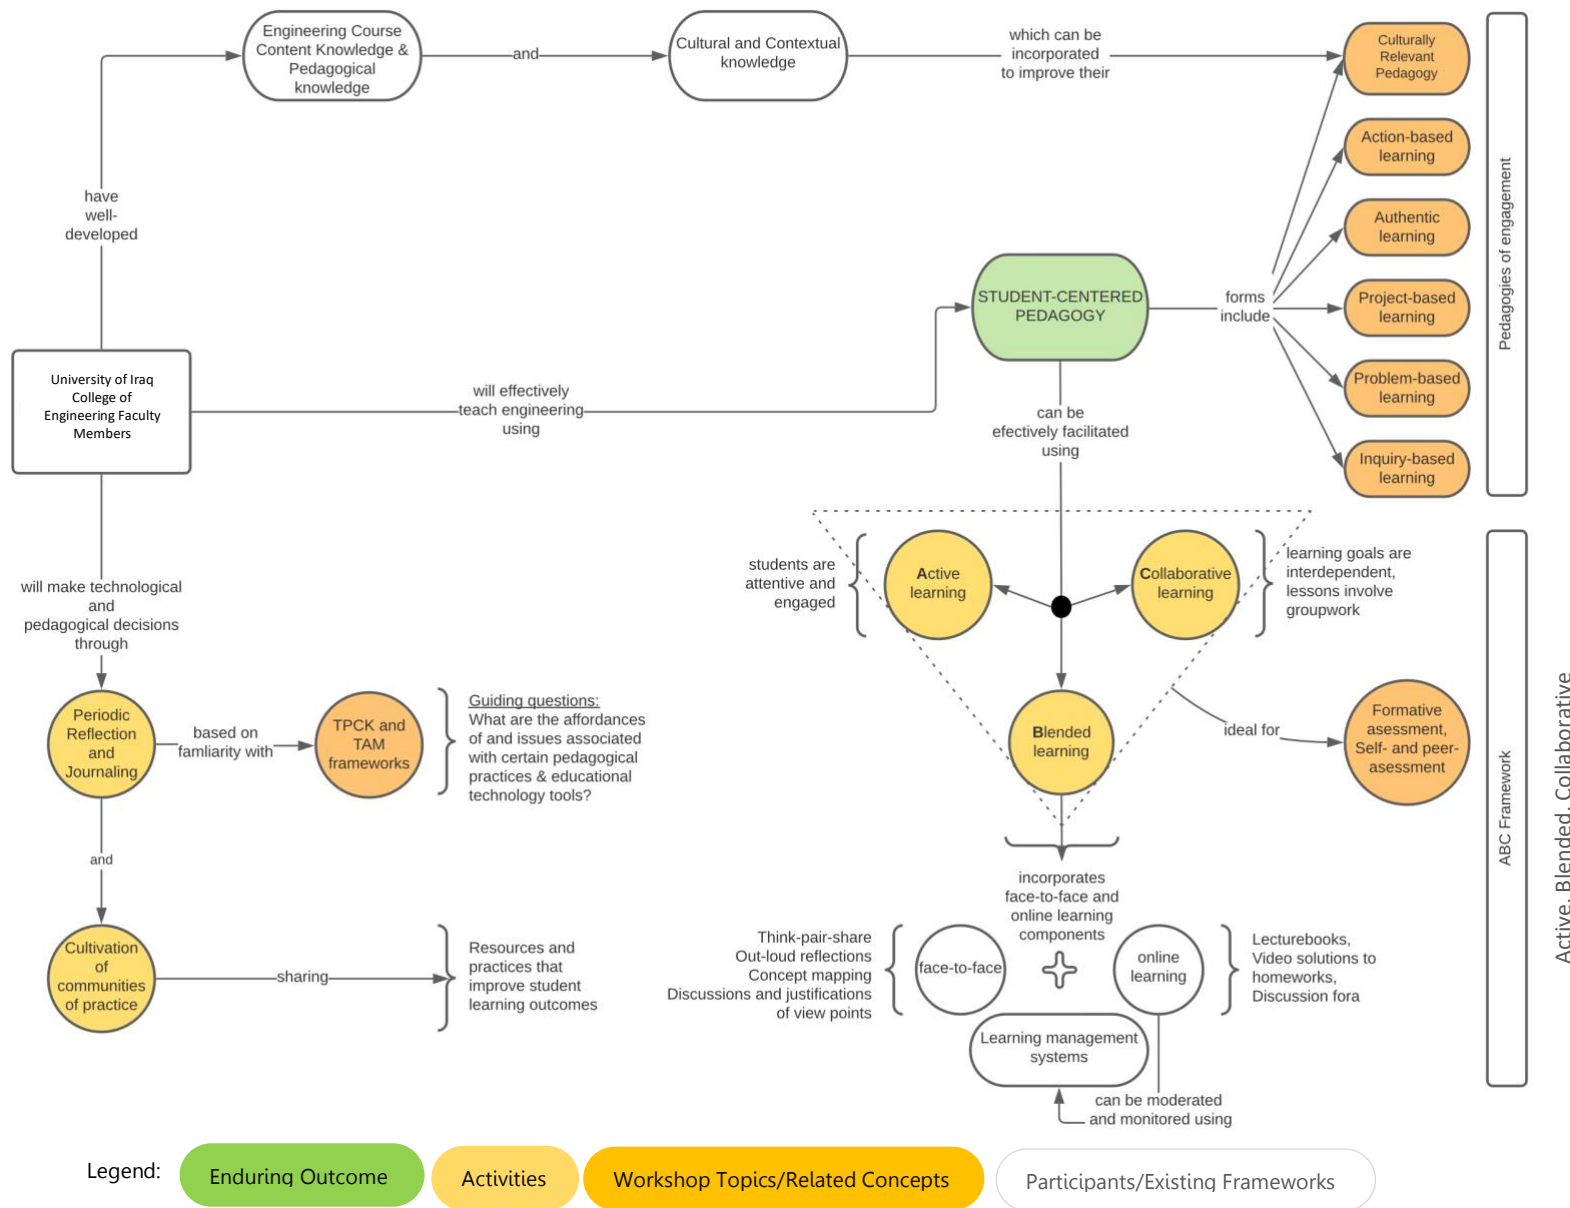 Engineering Course
Content Knowledge &
Pedagogical
knowledge
and
Cultural and Contextual
knowledge
which can be
incorporated
to improve their
Culturally
Relevant
Pedagogy
Action-based
learning
Authentic
learning
Project-based
learning
Problem-based
learning
Inquiry-based
learning
Pedagogies of engagement
have
well-
developed
STUDENT-CENTERED
PEDAGOGY
forms
include
University of Iraq
College of
Engineering Faculty
Members
will effectively
teach engineering
using
can be
efectively facilitated
using
students are
attentive and
engaged
Active
learning
Collaborative
learning
learning goals are
interdependent,
lessons involve
groupwork
will make technological
and
pedagogical decisions
through
Periodic
Reflection
and
Journaling
based on
famliarity with
TPCK and
TAM
frameworks
Guiding questions:
What are the affordances
of and issues associated
with certain pedagogical
practices & educational
technology tools?
Blended
learning
ideal for
Formative
asessment,
Self- and peer-
asessment
ABC Framework
Active, Blended, Collaborative
and
incorporates
face-to-face and
online learning
components
Cultivation
of
communities
of practice
sharing
Resources and
practices that
improve student
learning outcomes
Think-pair-share
Out-loud reflections
Concept mapping
Discussions and justifications
of view points
face-to-face
online
learning
Lecturebooks,
Video solutions to
homeworks,
Discussion fora
Learning management
systems
can be moderated
and monitored using
Legend:
Enduring Outcome
Activities
Workshop Topics/Related Concepts
Participants/Existing Frameworks